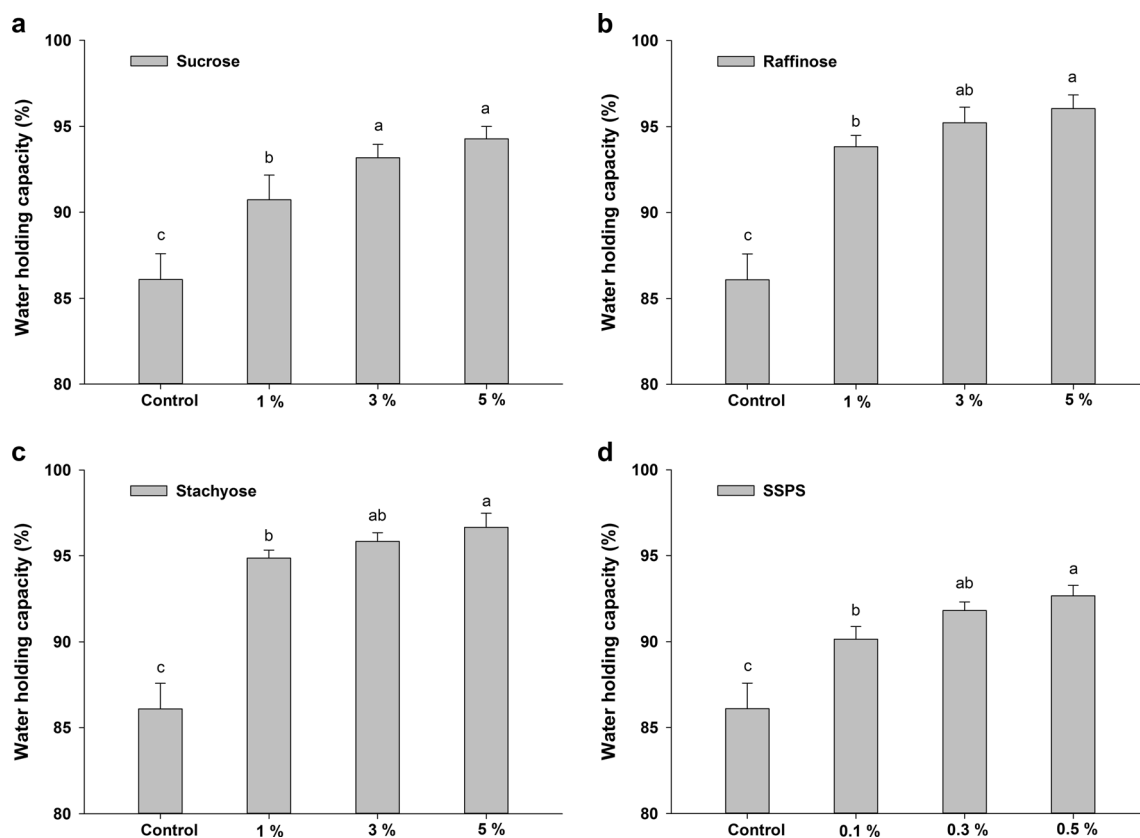 a
Sucrose
Water holding capacity (%)
100
95
90
85
80
c
b
a
a
Control 1 % 3 % 5 %
b
Raffinose
Water holding capacity (%)
100
95
90
85
80
c
b
ab
a
Control 1 % 3 % 5 %
c
Stachyose
Water holding capacity (%)
100
95
90
85
80
c
b
ab
a
Control 1 % 3 % 5 %
d
SSPS
Water holding capacity (%)
100
95
90
85
80
c
b
ab
a
Control 0.1 % 0.3 % 0.5 %